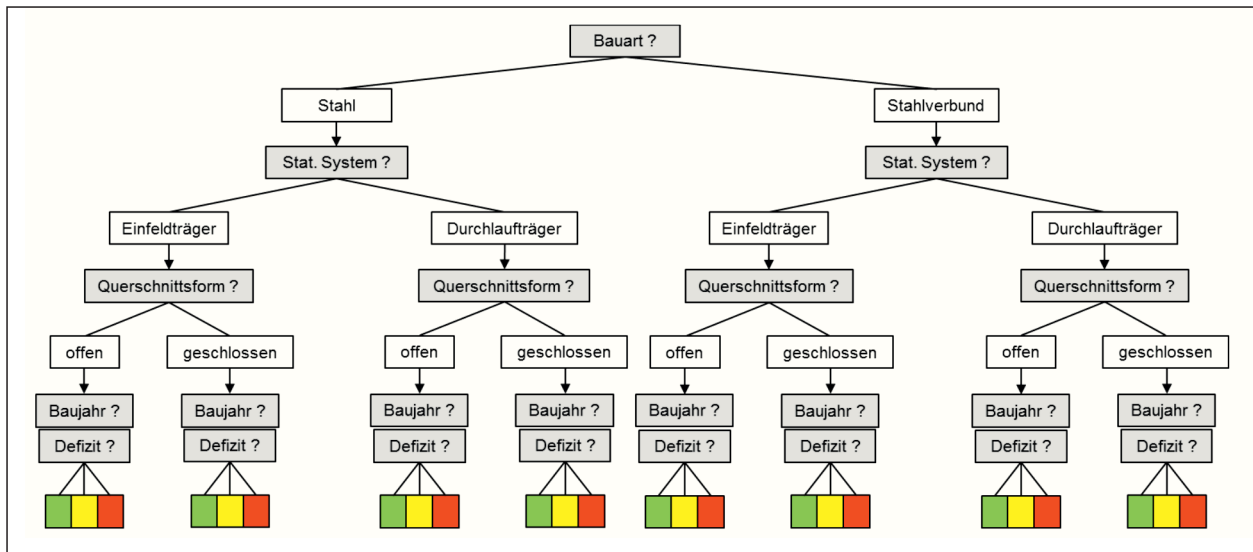 Bauart ?
Stahl
Stahlverbund
Stat. System ?
Stat. System ?
Einfeldträger
Durchlaufträger
Einfeldträger
Durchlaufträger
Querschnittsform ?
Querschnittsform ?
Querschnittsform ?
Querschnittsform ?
offen
geschlossen
offen
geschlossen
offen
geschlossen
offen
geschlossen
Baujahr ?
Baujahr ?
Baujahr ?
Baujahr ?
Baujahr ?
Baujahr ?
Baujahr ?
Baujahr ?
Defizit ?
Defizit ?
Defizit ?
Defizit ?
Defizit ?
Defizit ?
Defizit ?
Defizit ?